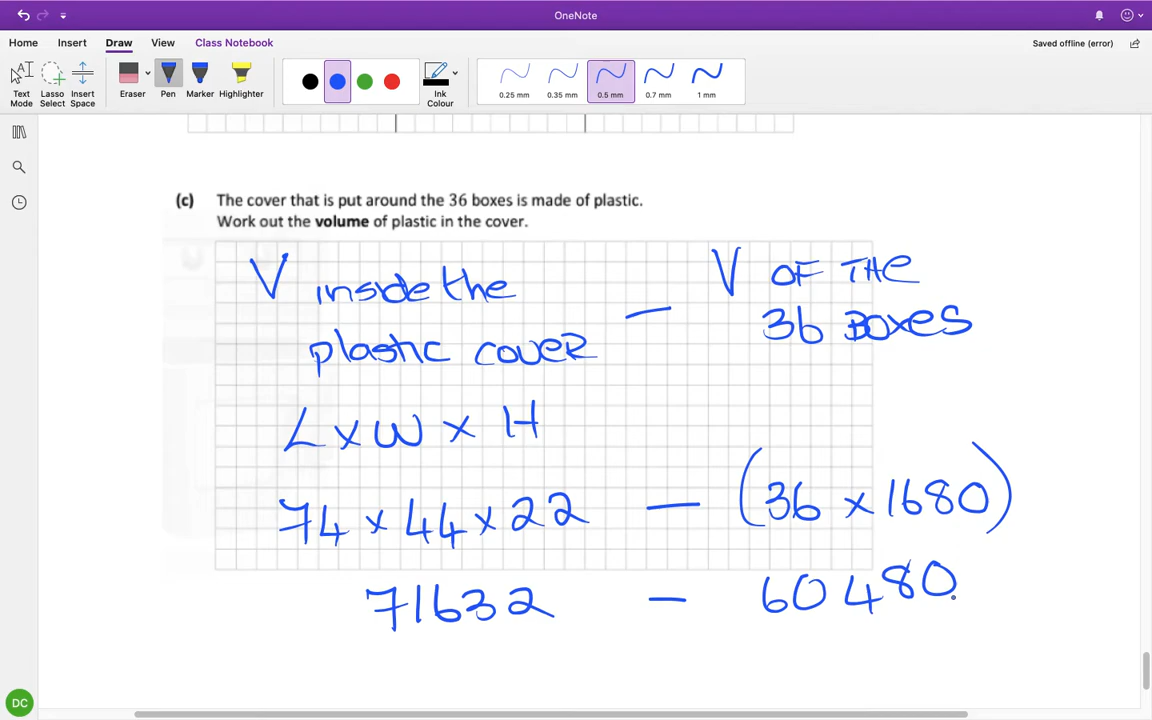 OneNote
Home Insert Draw View Class Notebook
Saved offline (error)
Text Mode
Lasso Select
Insert Space
Eraser
Pen
Marker
Highlighter
Ink Colour
0.25 mm
0.35 mm
0.5 mm
0.7 mm
1 mm
(c) The cover that is put around the 36 boxes is made of plastic.
Work out the volume of plastic in the cover.
V inside the — V OF THE
plastic cover 36 BOXES
L x W x H
74 x 44 x 22 — (36 x 1680)
71632 — 60480.
DC